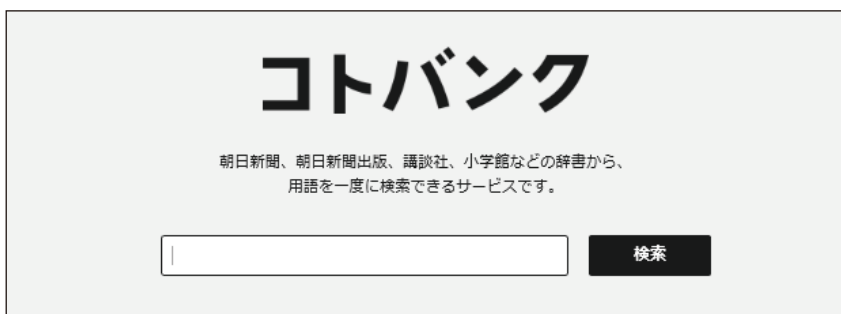 コトバンク
朝日新聞、朝日新聞出版、講談社、小学館などの辞書から、
用語を一度に検索できるサービスです。
検索